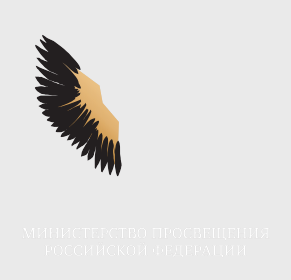 МИНИСТЕРСТВО ПРОСВЕЩЕНИЯ
РОССИЙСКОЙ ФЕДЕРАЦИИ